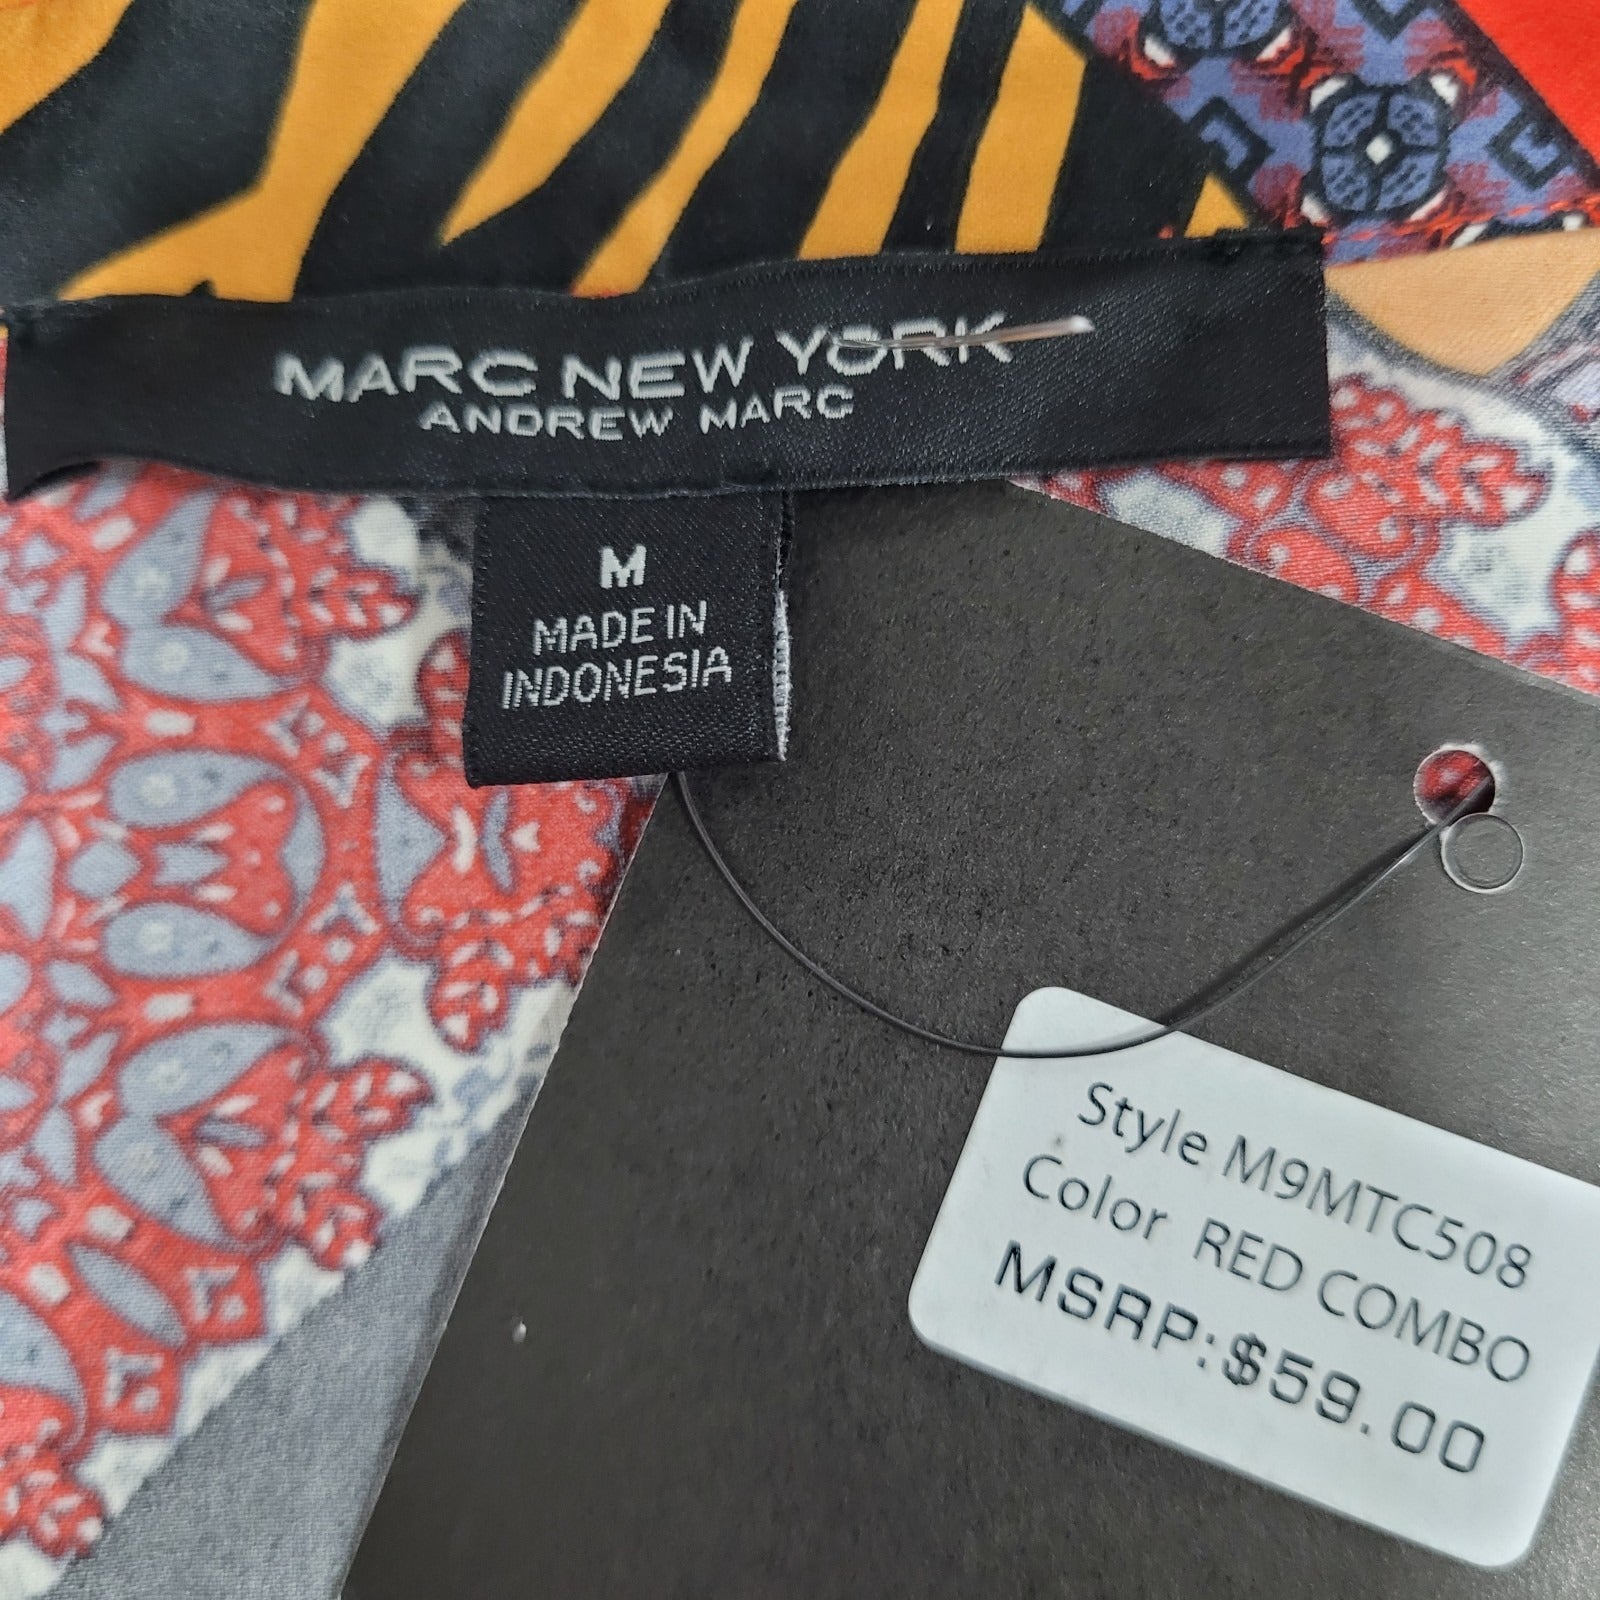 MARC NEW YORK
ANDREW MARC
M
MADE IN
INDONESIA
Style M9MTC508
Color RED COMBO
MSRP:$59.00